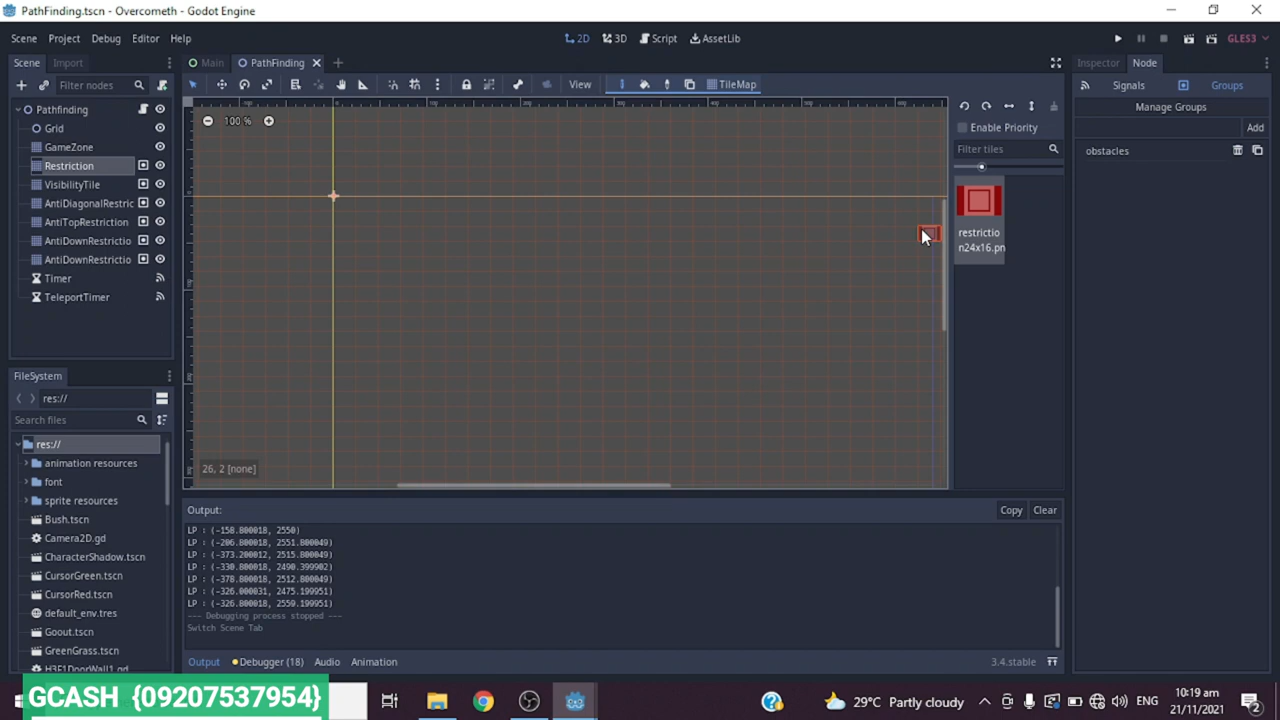 PathFinding.tscn - Overcometh - Godot Engine
Scene Project Debug Editor Help
2D 3D Script AssetLib
GLES3
Scene Import
Main PathFinding
Inspector Node
Filter nodes
View TileMap
Signals Groups
Manage Groups
Pathfinding
Grid
GameZone
Restriction
VisibilityTile
AntiDiagonalRestric
AntiTopRestriction
AntiDownRestrictio
AntiDownRestrictio
Timer
TeleportTimer
100 %
Enable Priority
Filter tiles
restrictio
n24x16.pn
Add
obstacles
26, 2 [none]
FileSystem
res://
Search files
res://
animation resources
font
sprite resources
Bush.tscn
Camera2D.gd
CharacterShadow.tscn
CursorGreen.tscn
CursorRed.tscn
default_env.tres
Goout.tscn
GreenGrass.tscn
H3F1DoorWall1.gd
Output:
Copy Clear
LP : (-158.800018, 2550)
LP : (-206.800018, 2551.800049)
LP : (-373.200012, 2515.800049)
LP : (-330.800018, 2490.399902)
LP : (-378.800018, 2512.800049)
LP : (-326.000031, 2475.199951)
LP : (-326.800018, 2559.199951)
--- Debugging process stopped ---
Switch Scene Tab
Output Debugger (18) Audio Animation
3.4.stable
GCASH {09207537954}
29°C Partly cloudy
ENG
10:19 am
21/11/2021
2